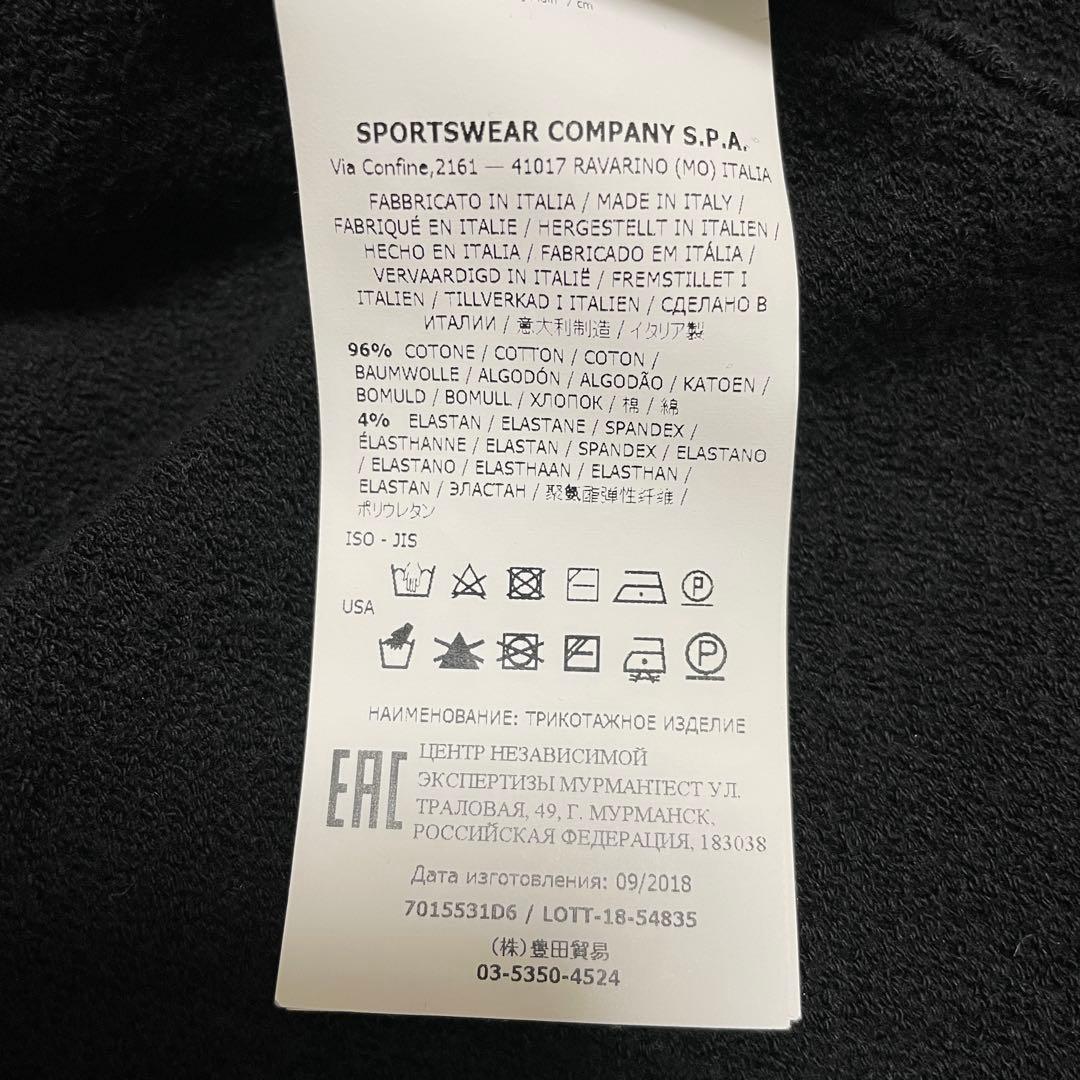 7 cm
SPORTSWEAR COMPANY S.P.A.
Via Confine,2161 — 41017 RAVARINO (MO) ITALIA
FABBRICATO IN ITALIA / MADE IN ITALY /
FABRIQUÉ EN ITALIE / HERGESTELLT IN ITALIEN /
HECHO EN ITALIA / FABRICADO EM ITÁLIA /
VERVAARDIGD IN ITALIË / FREMSTILLET I
ITALIEN / TILLVERKAD I ITALIEN / СДЕЛАНО В
ИТАЛИИ / 意大利制造 / イタリア製
96% COTONE / COTTON / COTON /
BAUMWOLLE / ALGODÓN / ALGODÃO / KATOEN /
BOMULD / BOMULL / ХЛОПОК / 棉 / 綿
4% ELASTAN / ELASTANE / SPANDEX /
ÉLASTHANNE / ELASTAN / SPANDEX / ELASTANO
/ ELASTANO / ELASTHAAN / ELASTHAN /
ELASTAN / ЭЛАСТАН / 聚氨酯弹性纤维 /
ポリウレタン
ISO - JIS
P
USA
P
НАИМЕНОВАНИЕ: ТРИКОТАЖНОЕ ИЗДЕЛИЕ
EAC
ЦЕНТР НЕЗАВИСИМОЙ
ЭКСПЕРТИЗЫ МУРМАНТЕСТ УЛ.
ТРАЛОВАЯ, 49, Г. МУРМАНСК,
РОССИЙСКАЯ ФЕДЕРАЦИЯ, 183038
Дата изготовления: 09/2018
7015531D6 / LOTT-18-54835
(株)豊田貿易
03-5350-4524